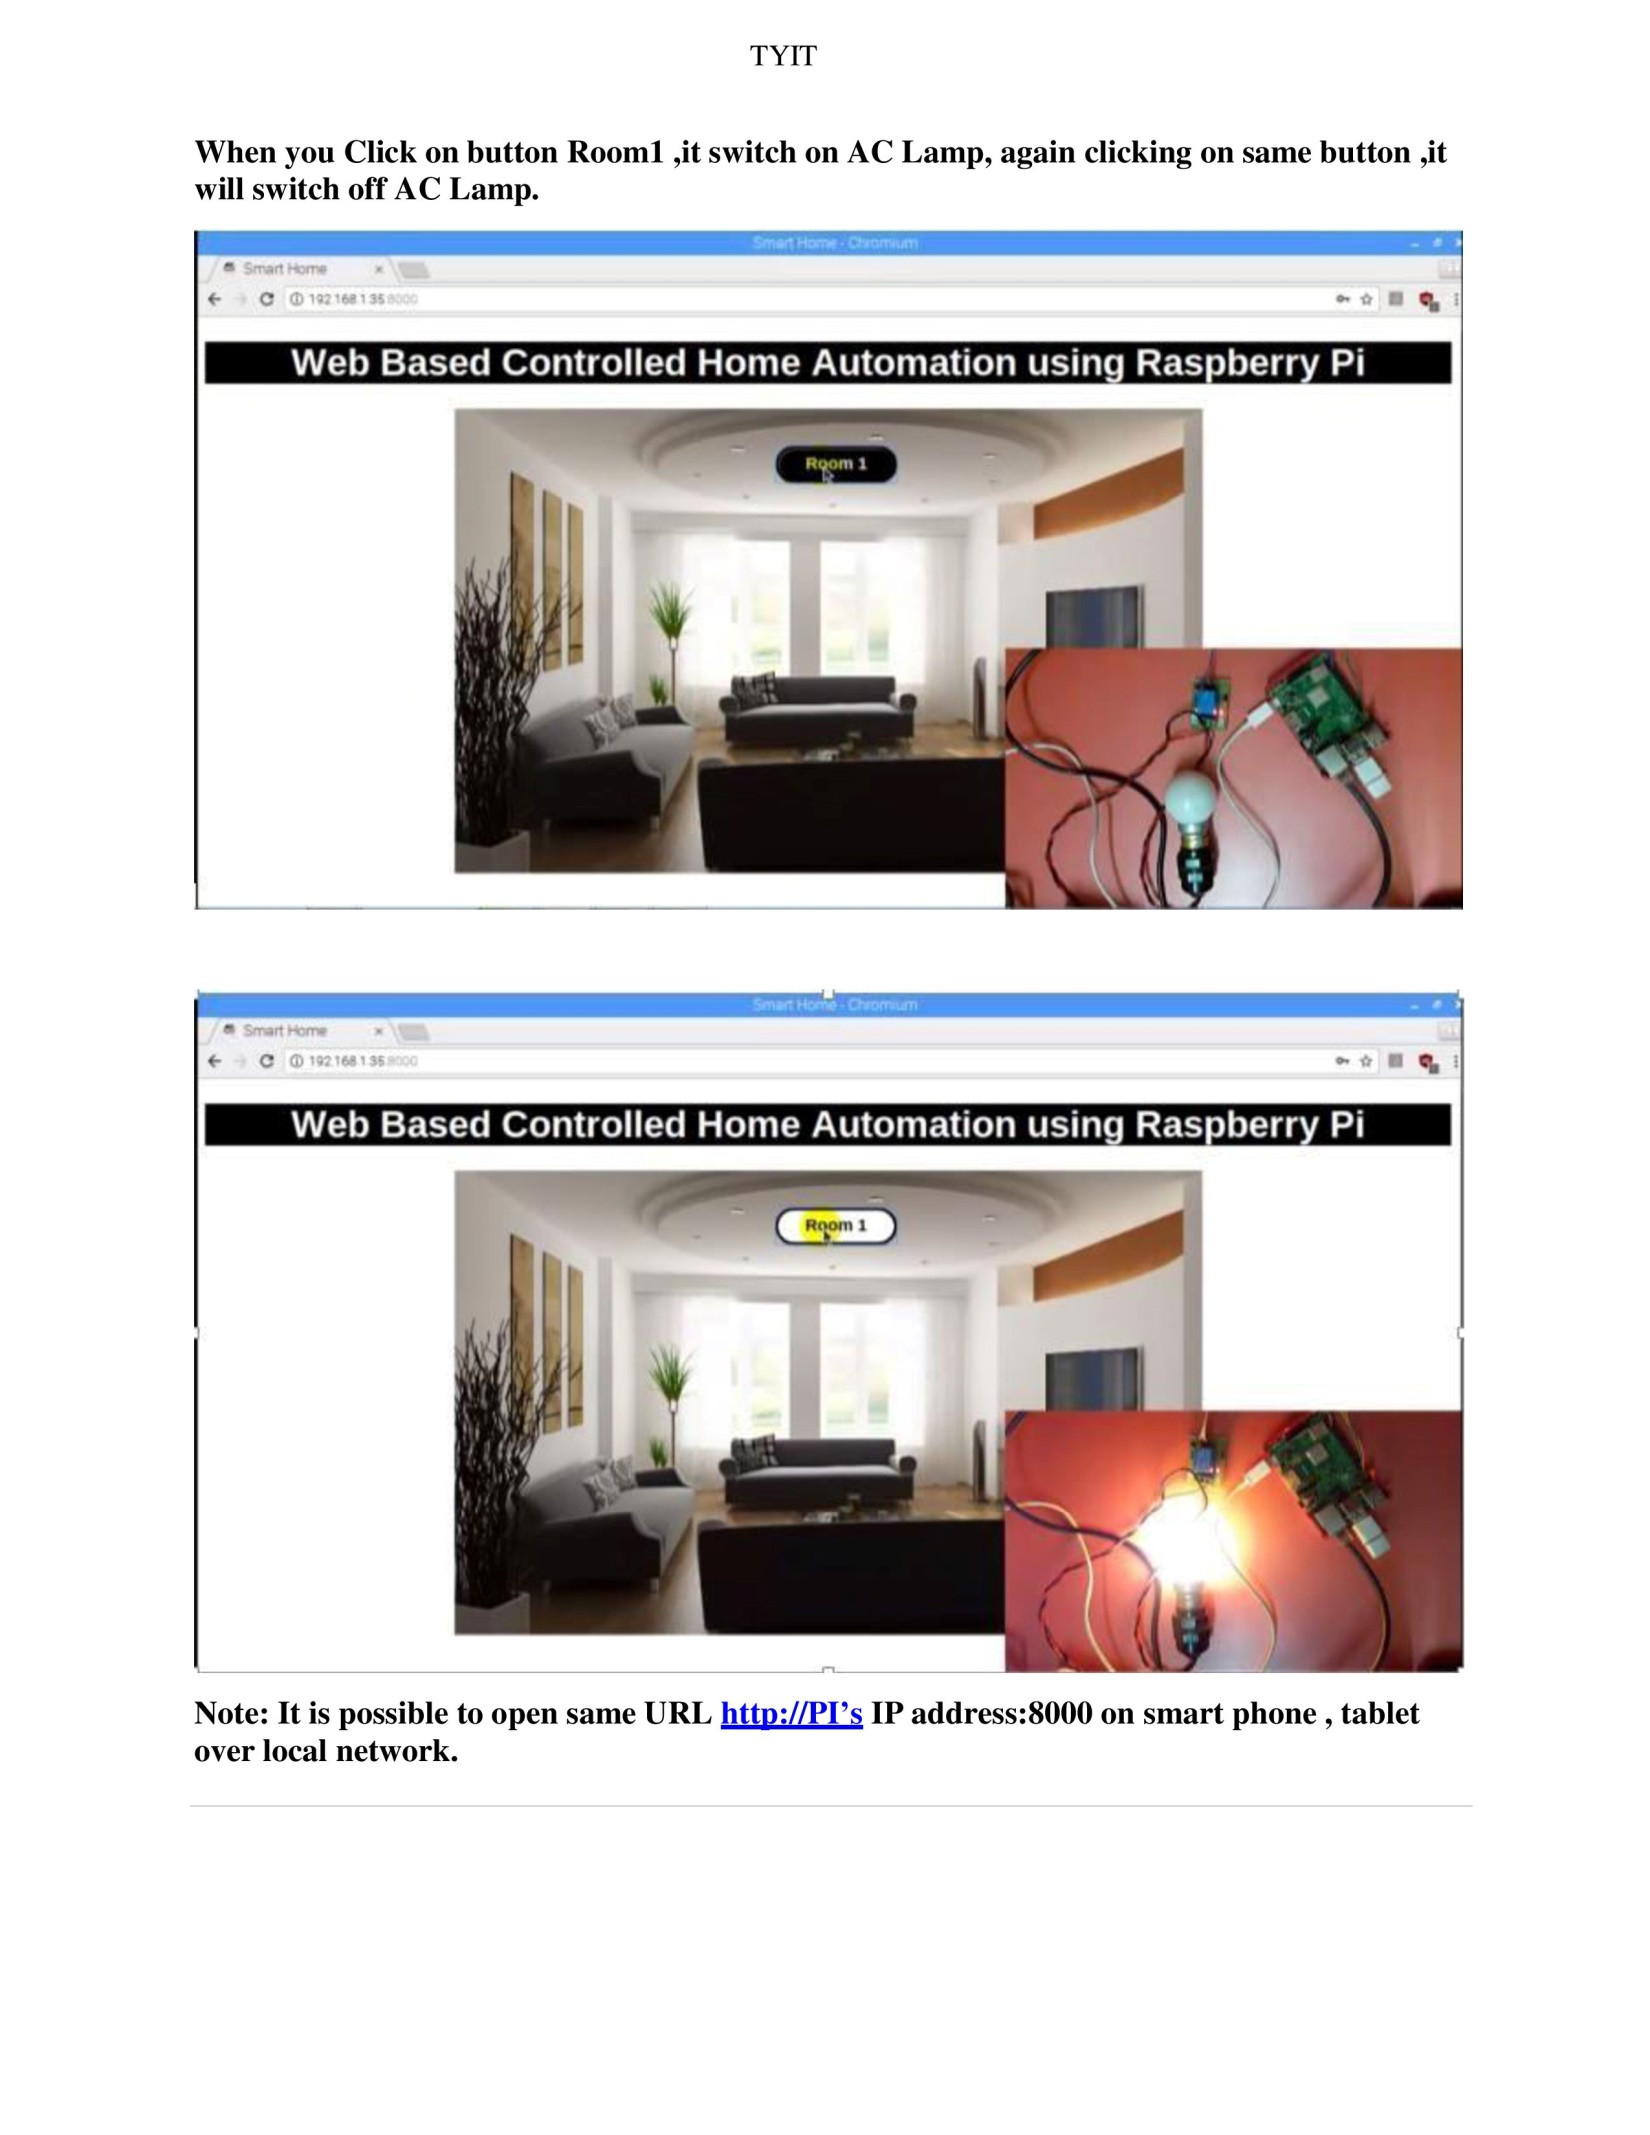 TYIT
When you Click on button Room1 ,it switch on AC Lamp, again clicking on same button ,it
will switch off AC Lamp.
Smart Home - Chromium
Smart Home
192.168.1.35:8000
Web Based Controlled Home Automation using Raspberry Pi
Room 1
Smart Home - Chromium
Smart Home
192.168.1.35:8000
Web Based Controlled Home Automation using Raspberry Pi
Room 1
Note: It is possible to open same URL http://PI’s IP address:8000 on smart phone , tablet
over local network.